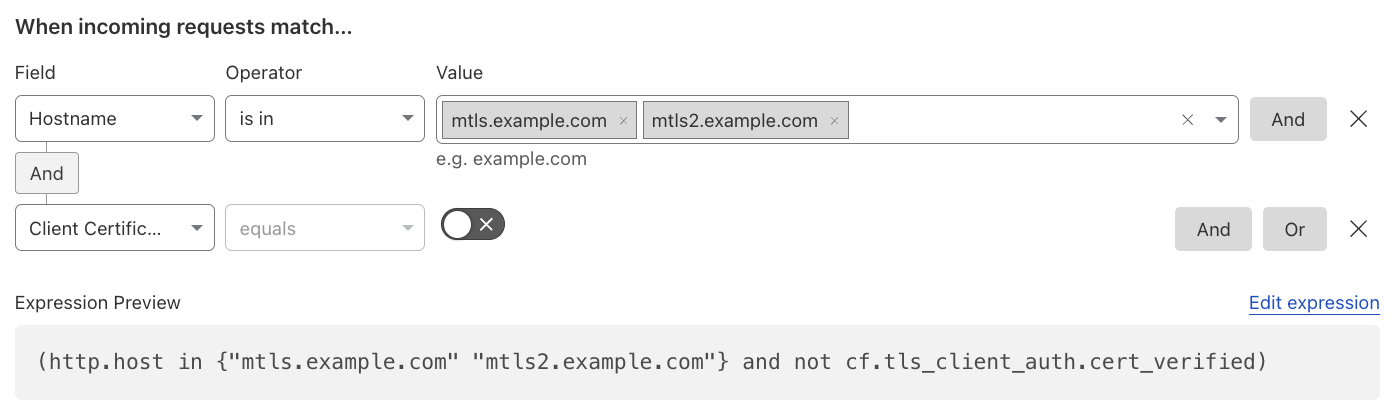 When incoming requests match...
Field Operator Value
Hostname is in mtls.example.com × mtls2.example.com × And
e.g. example.com
And
Client Certific... equals And Or
Expression Preview Edit expression
(http.host in {"mtls.example.com" "mtls2.example.com"} and not cf.tls_client_auth.cert_verified)